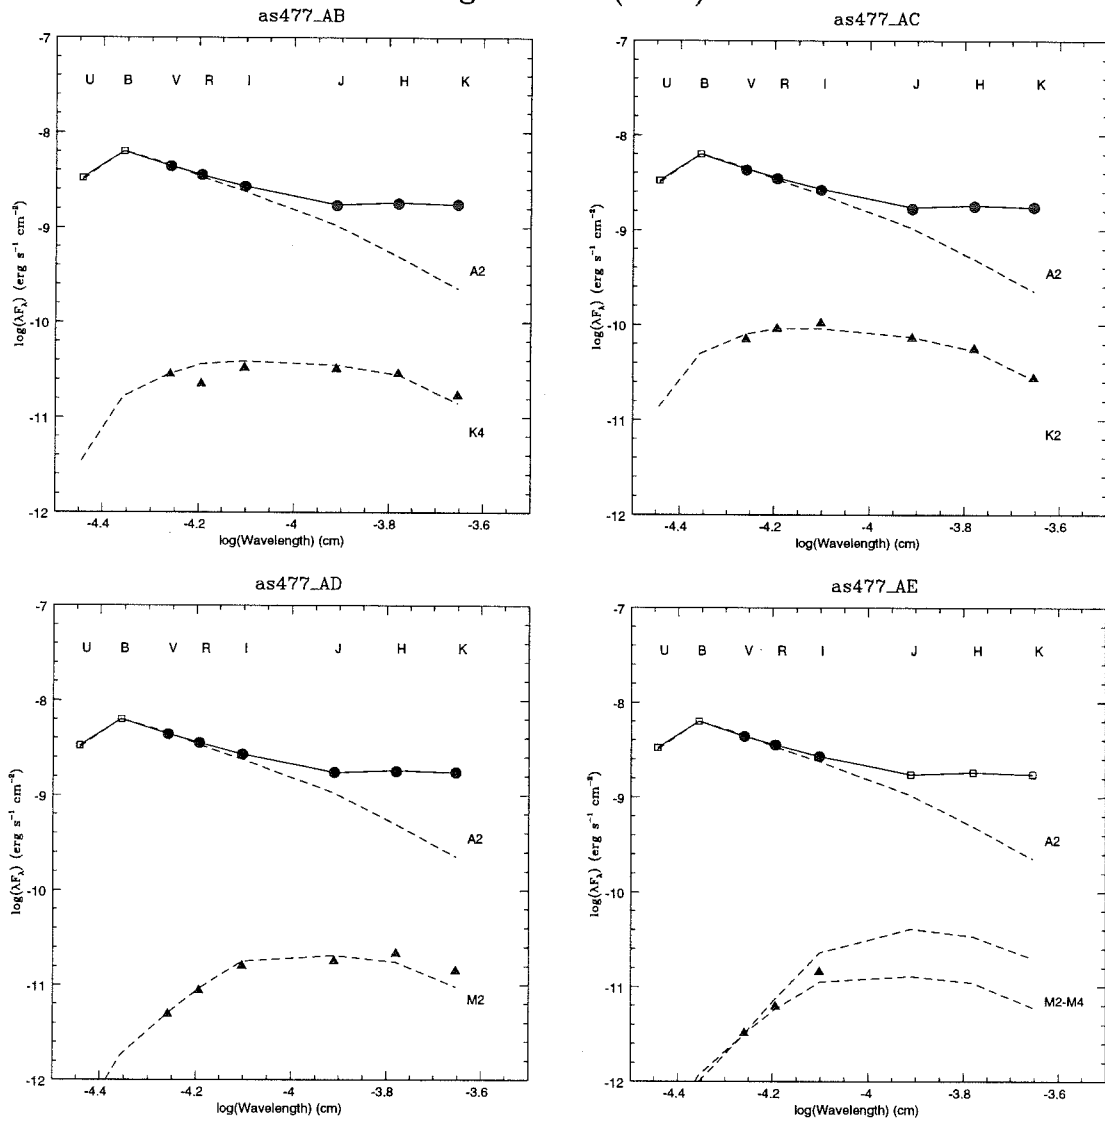 as477_AB
-7
-8
-9
-10
-11
-12
U B V R I J H K
A2
K4
log(λF_λ) (erg s⁻¹ cm⁻²)
-4.4 -4.2 -4 -3.8 -3.6
log(Wavelength) (cm)
as477_AC
-7
-8
-9
-10
-11
-12
U B V R I J H K
A2
K2
log(λF_λ) (erg s⁻¹ cm⁻²)
-4.4 -4.2 -4 -3.8 -3.6
log(Wavelength) (cm)
as477_AD
-7
-8
-9
-10
-11
-12
U B V R I J H K
A2
M2
log(λF_λ) (erg s⁻¹ cm⁻²)
-4.4 -4.2 -4 -3.8 -3.6
log(Wavelength) (cm)
as477_AE
-7
-8
-9
-10
-11
-12
U B V R I J H K
A2
M2-M4
log(λF_λ) (erg s⁻¹ cm⁻²)
-4.4 -4.2 -4 -3.8 -3.6
log(Wavelength) (cm)